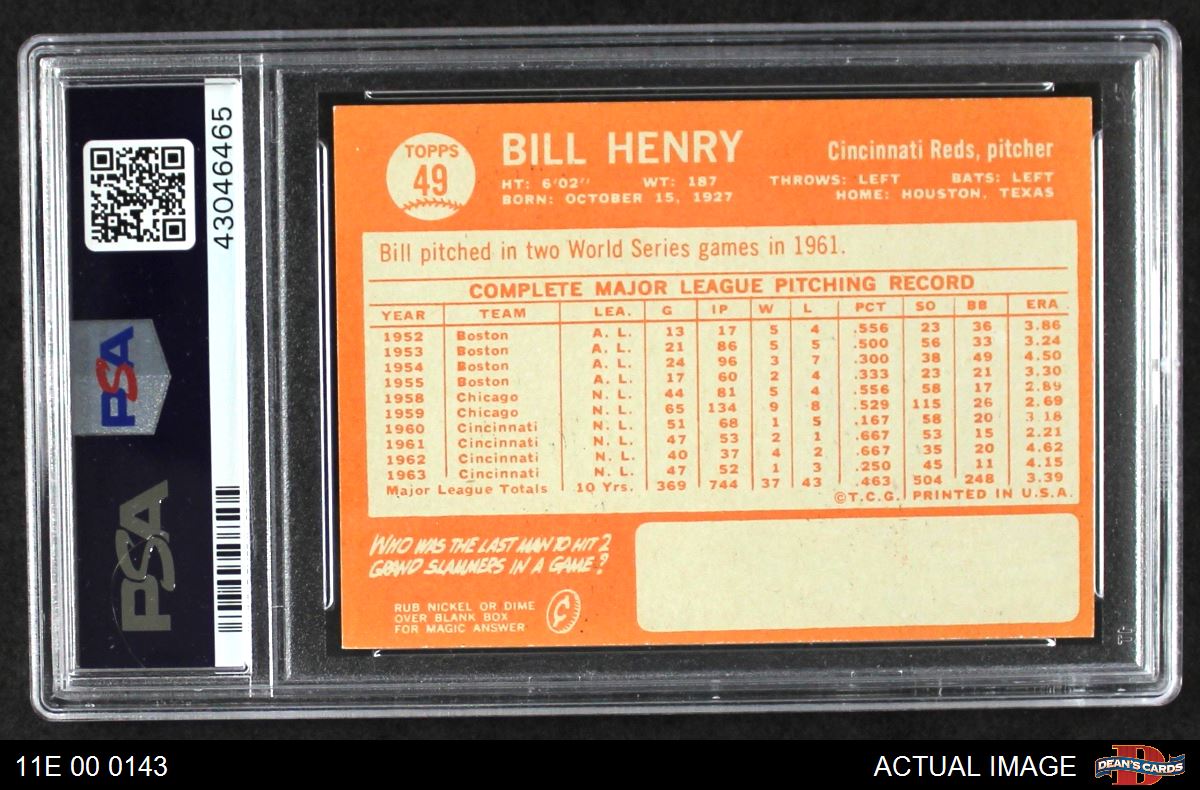 PSA
PSA
43046465
TOPPS
49
BILL HENRY
Cincinnati Reds, pitcher
HT: 6'02" WT: 187 THROWS: LEFT BATS: LEFT
BORN: OCTOBER 15, 1927 HOME: HOUSTON, TEXAS
Bill pitched in two World Series games in 1961.
COMPLETE MAJOR LEAGUE PITCHING RECORD
YEAR TEAM LEA. G IP W L PCT SO BB ERA
1952 Boston A. L. 13 17 5 4 .556 23 36 3.86
1953 Boston A. L. 21 86 5 5 .500 56 33 3.24
1954 Boston A. L. 24 96 3 7 .300 38 49 4.50
1955 Boston A. L. 17 60 2 4 .333 23 21 3.30
1958 Chicago N. L. 44 81 5 4 .556 58 17 2.89
1959 Chicago N. L. 65 134 9 8 .529 115 26 2.69
1960 Cincinnati N. L. 51 68 1 5 .167 58 20 3.18
1961 Cincinnati N. L. 47 53 2 1 .667 53 15 2.21
1962 Cincinnati N. L. 40 37 4 2 .667 35 20 4.62
1963 Cincinnati N. L. 47 52 1 3 .250 45 11 4.15
Major League Totals 10 Yrs. 369 744 37 43 .463 504 248 3.39
©T.C.G. PRINTED IN U.S.A.
WHO WAS THE LAST MAN TO HIT 2
GRAND SLAMMERS IN A GAME?
RUB NICKEL OR DIME
OVER BLANK BOX
FOR MAGIC ANSWER
11E 00 0143
ACTUAL IMAGE
D
DEAN'S CARDS